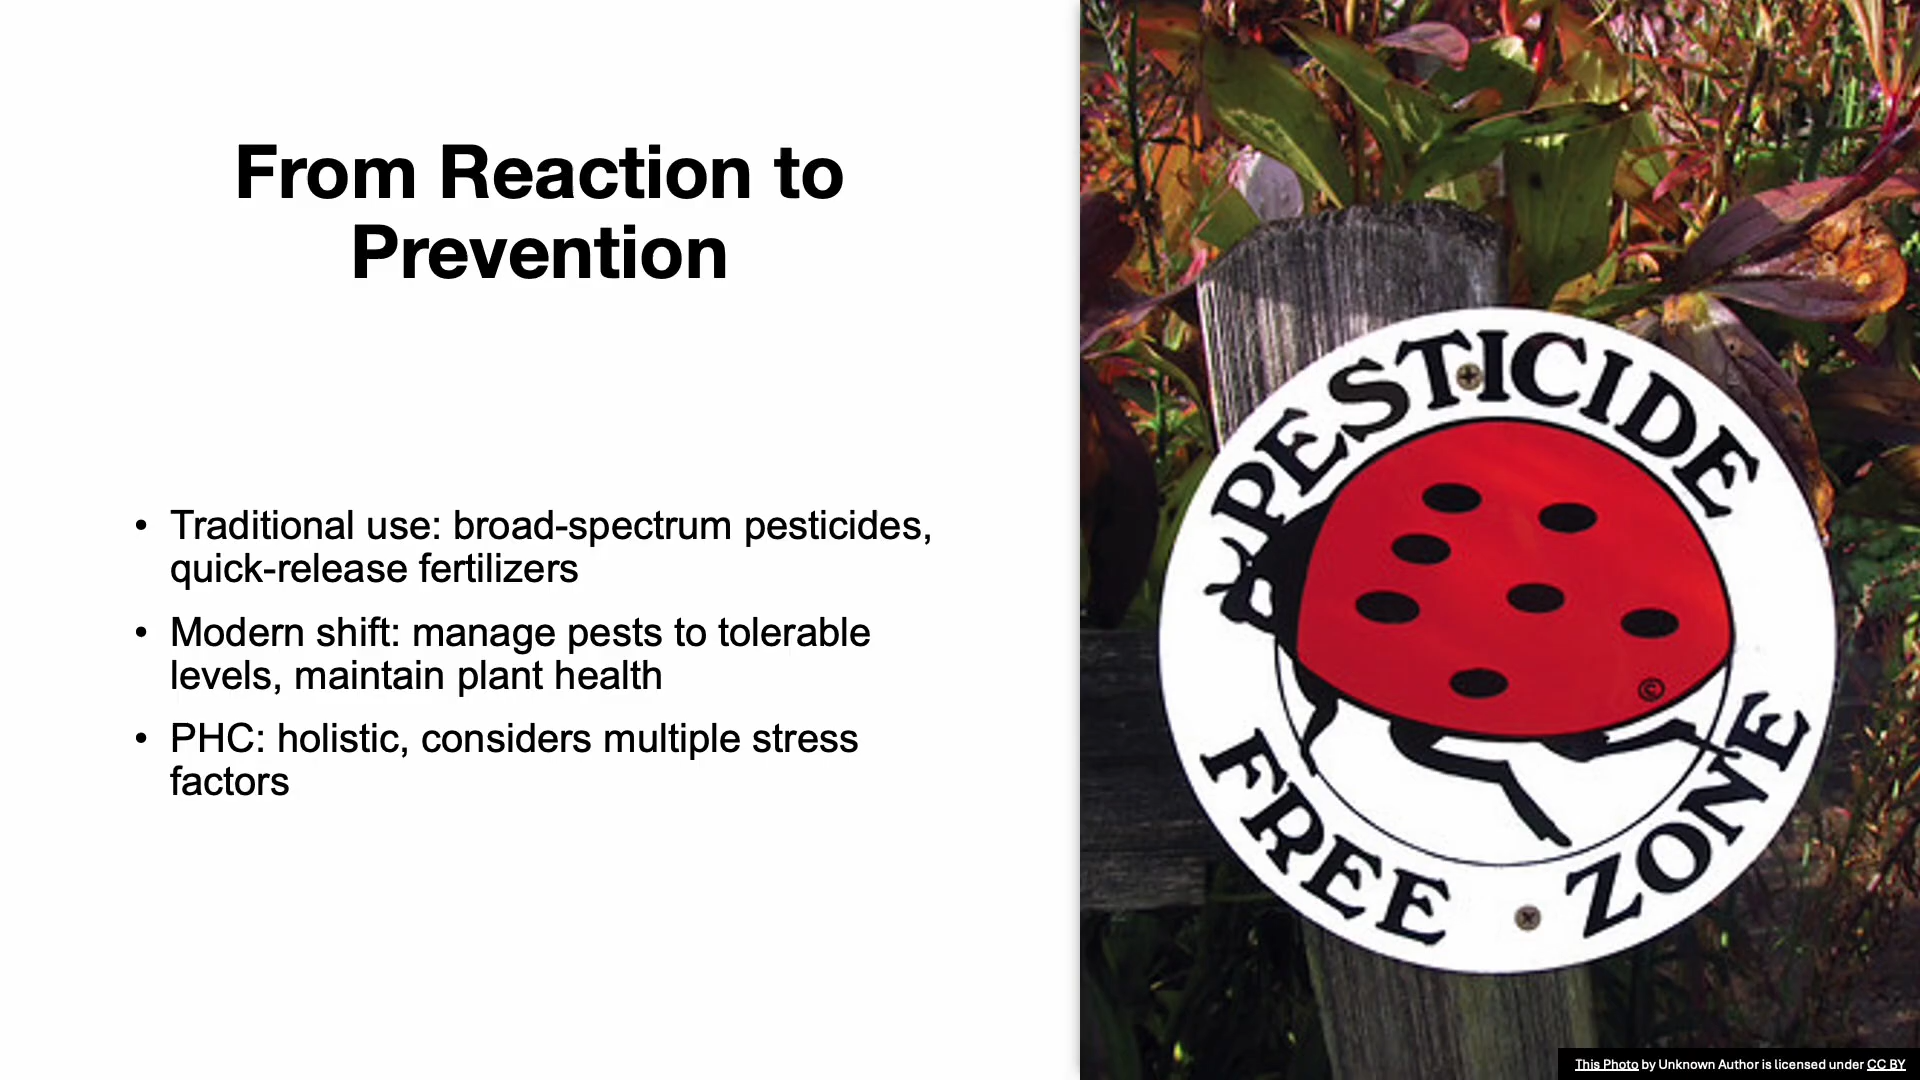 From Reaction to
Prevention
• Traditional use: broad-spectrum pesticides,
quick-release fertilizers
• Modern shift: manage pests to tolerable
levels, maintain plant health
• PHC: holistic, considers multiple stress
factors
PESTICIDE
©
FREE • ZONE
This Photo by Unknown Author is licensed under CC BY